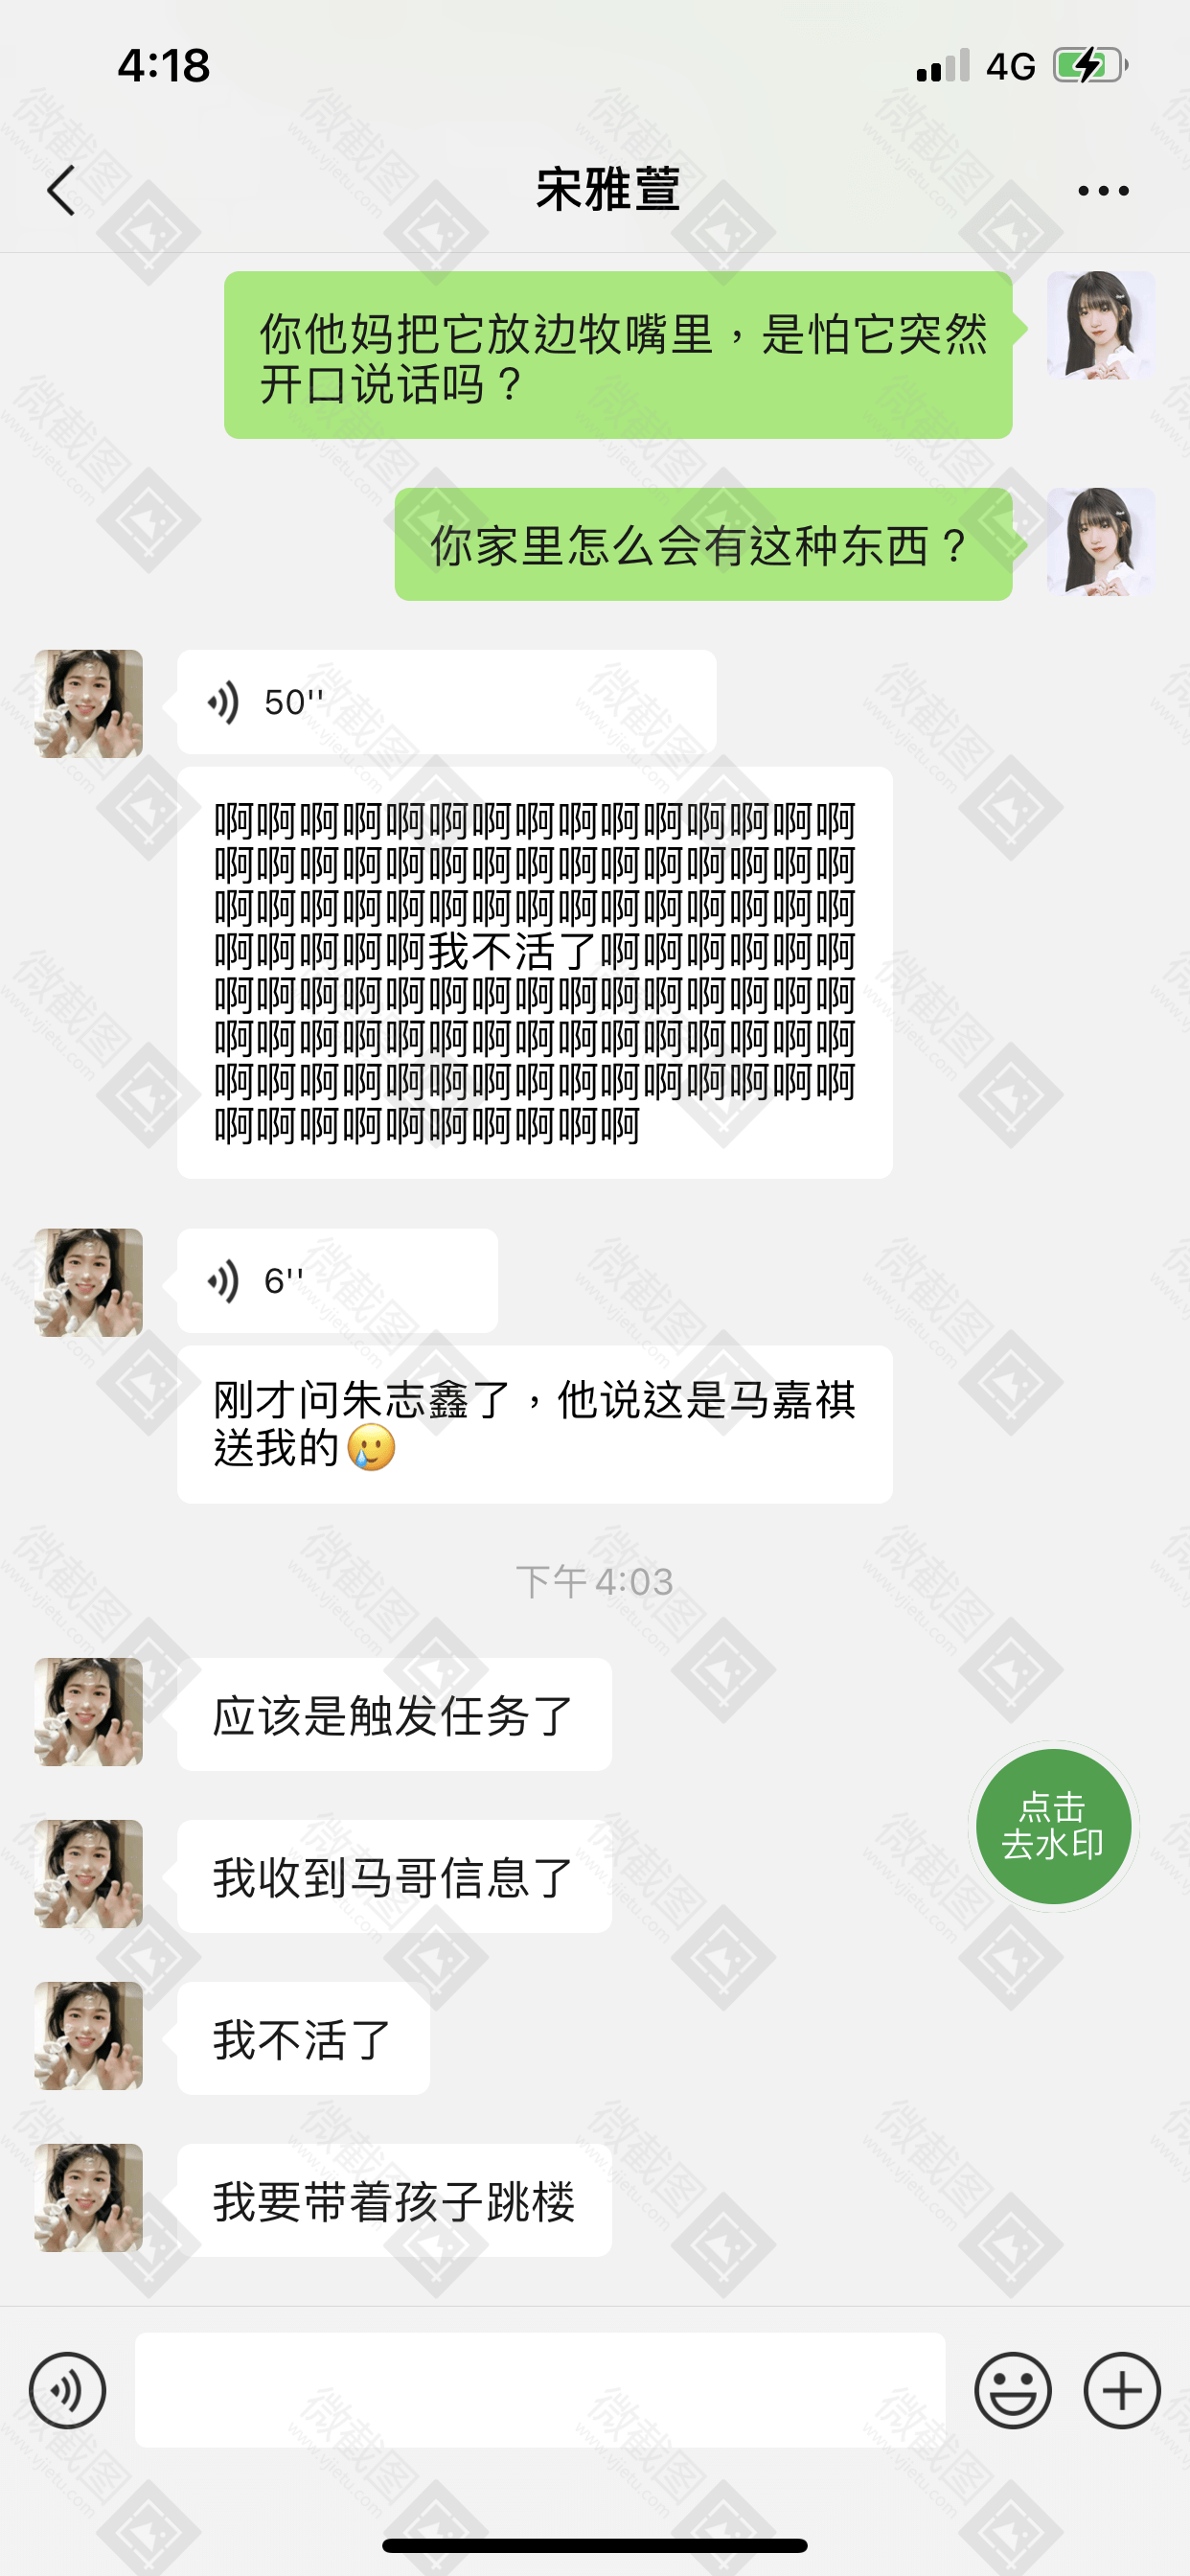 4:18
4G
宋雅萱
你他妈把它放边牧嘴里，是怕它突然
开口说话吗？
你家里怎么会有这种东西？
50''
啊啊啊啊啊啊啊啊啊啊啊啊啊啊啊
啊啊啊啊啊啊啊啊啊啊啊啊啊啊啊
啊啊啊啊啊啊啊啊啊啊啊啊啊啊啊
啊啊啊啊啊我不活了啊啊啊啊啊啊
啊啊啊啊啊啊啊啊啊啊啊啊啊啊啊
啊啊啊啊啊啊啊啊啊啊啊啊啊啊啊
啊啊啊啊啊啊啊啊啊啊啊啊啊啊啊
啊啊啊啊啊啊啊啊啊啊
6''
刚才问朱志鑫了，他说这是马嘉祺
送我的🥲
下午 4:03
应该是触发任务了
点击
去水印
我收到马哥信息了
我不活了
我要带着孩子跳楼
微截图
www.vjietu.com